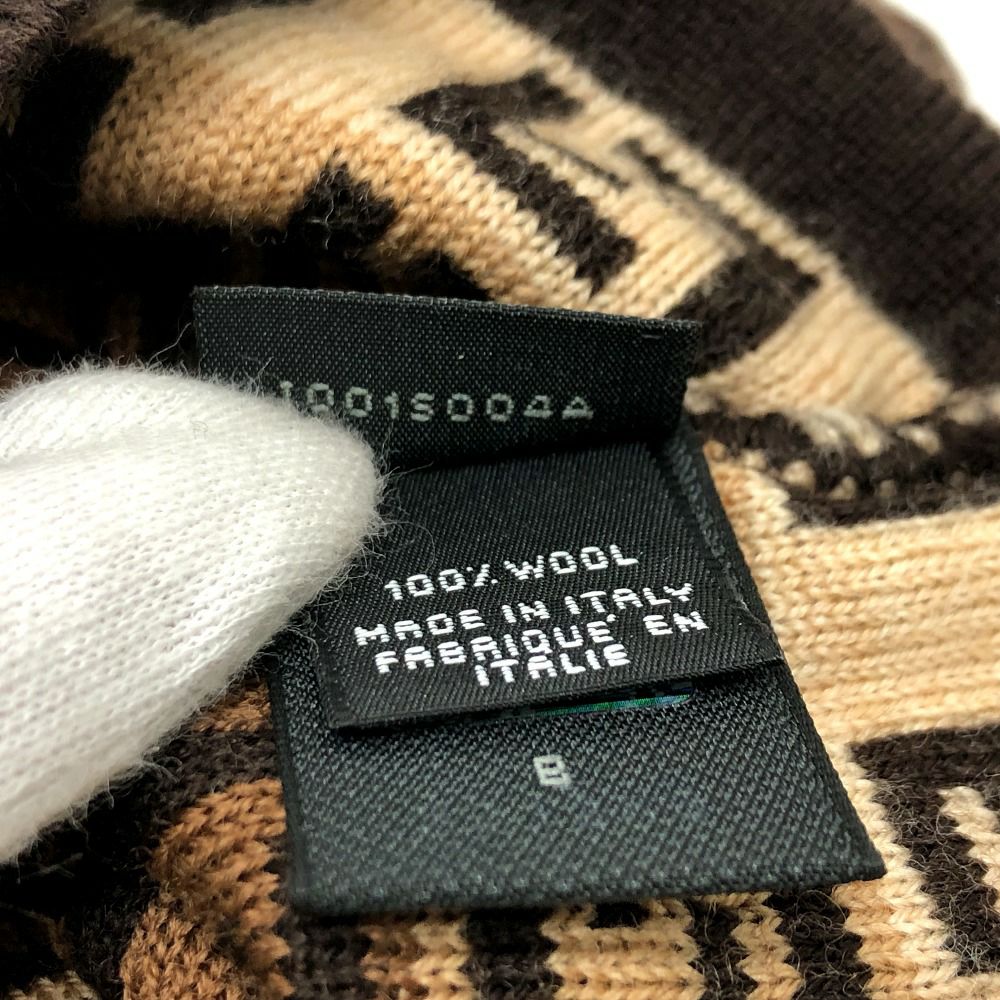 1001S0044
100% WOOL
MADE IN ITALY
FABRIQUE' EN
ITALIE
B